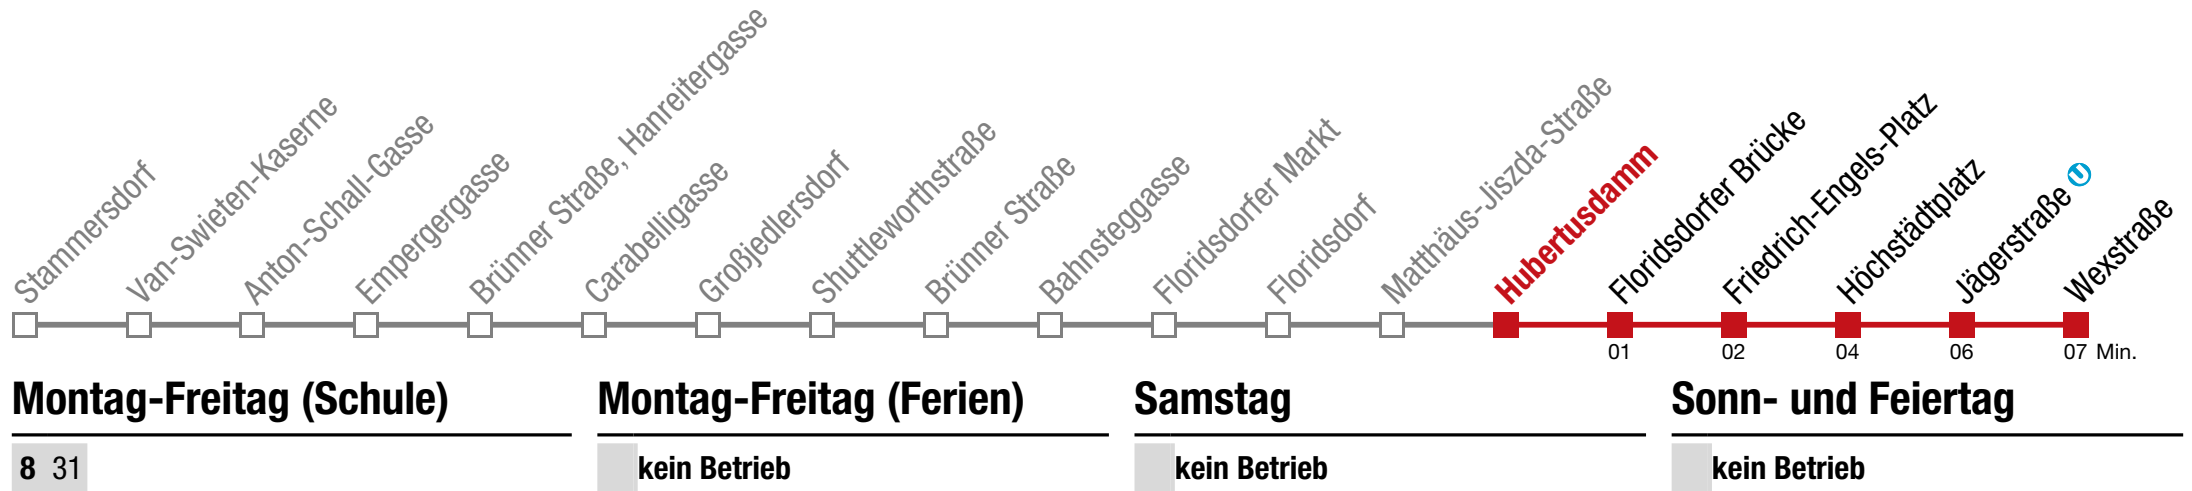 Stammersdorf
Van-Swieten-Kaserne
Anton-Schall-Gasse
Empergergasse
Brünner Straße, Hanreitergasse
Carabelligasse
Großjedlersdorf
Shuttleworthstraße
Brünner Straße
Bahnsteggasse
Floridsdorfer Markt
Floridsdorf
Matthäus-Jiszda-Straße
Hubertusdamm
Floridsdorfer Brücke
Friedrich-Engels-Platz
Höchstädtplatz
Jägerstraße U
Wexstraße
01 02 04 06 07 Min.
Montag-Freitag (Schule) Montag-Freitag (Ferien) Samstag Sonn- und Feiertag
8 31 kein Betrieb kein Betrieb kein Betrieb